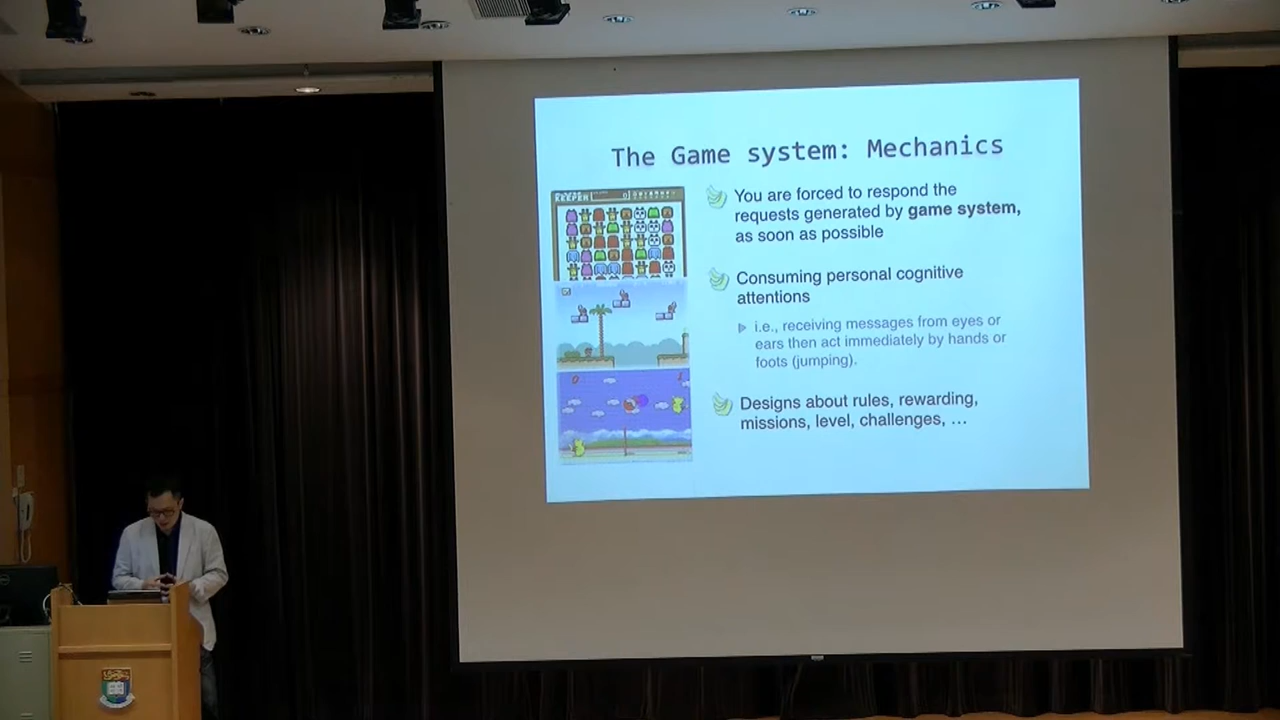 The Game system: Mechanics
You are forced to respond the
requests generated by game system,
as soon as possible
Consuming personal cognitive
attentions
i.e., receiving messages from eyes or
ears then act immediately by hands or
foots (jumping).
Designs about rules, rewarding,
missions, level, challenges, …